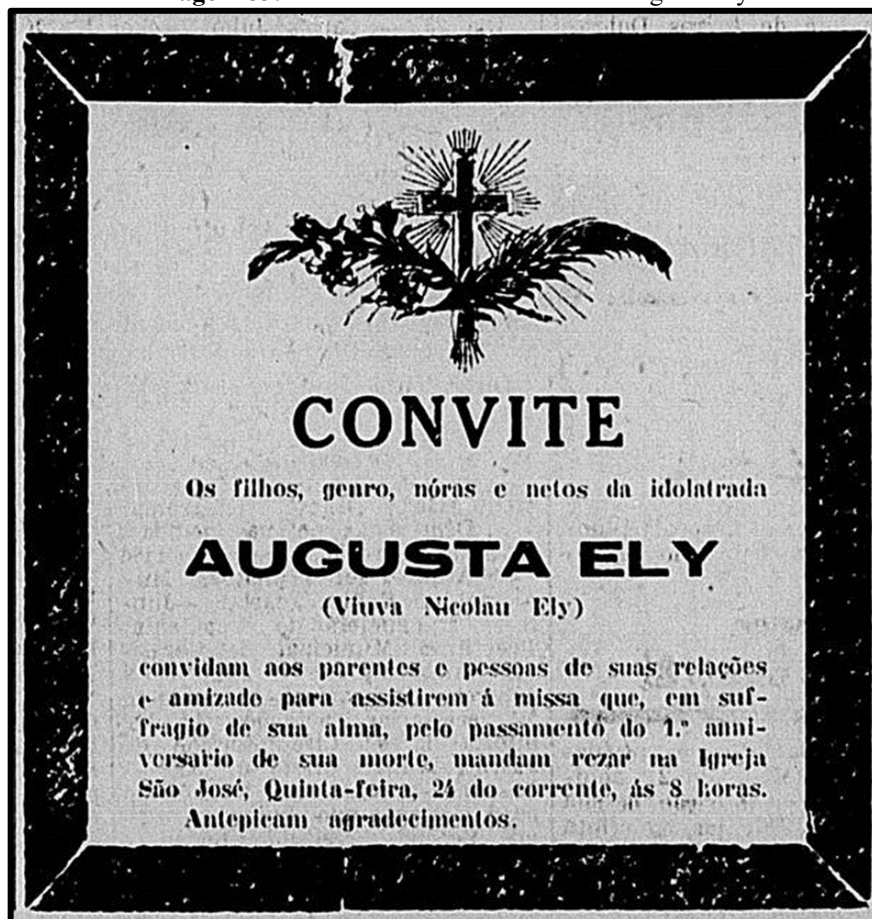 CONVITE
Os filhos, genro, nóras e netos da idolatrada
AUGUSTA ELY
(Viuva Nicolau Ely)
convidam aos parentes e pessoas de suas relações
e amizade para assistirem á missa que, em suf-
fragio de sua alma, pelo passamento do 1.º anni-
versario de sua morte, mandam rezar na Igreja
São José, Quinta-feira, 24 do corrente, ás 8 horas.
Antepicam agradecimentos.